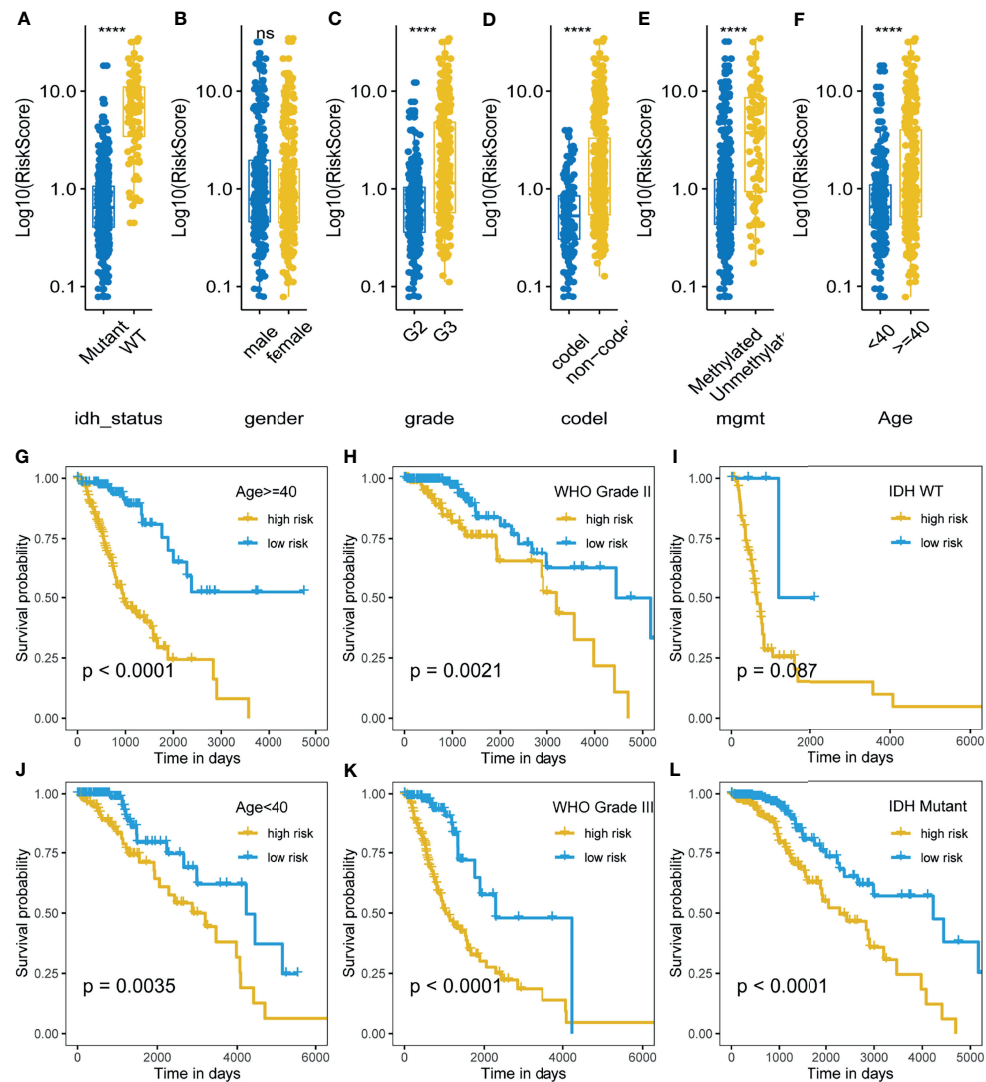 A B C D E F
**** ns **** **** **** ****
Log10(RiskScore) Log10(RiskScore) Log10(RiskScore) Log10(RiskScore) Log10(RiskScore) Log10(RiskScore)
10.0 10.0 10.0 10.0 10.0 10.0
1.0 1.0 1.0 1.0 1.0 1.0
0.1 0.1 0.1 0.1 0.1 0.1
Mutant WT male female G2 G3 codel non-codel Methylated Unmethylat <40 >=40
idh_status gender grade codel mgmt Age
G
Survival probability
1.00
0.75
0.50
0.25
0.00
Age>=40
high risk
low risk
p < 0.0001
0 1000 2000 3000 4000 5000
Time in days
H
Survival probability
1.00
0.75
0.50
0.25
0.00
WHO Grade II
high risk
low risk
p = 0.0021
0 1000 2000 3000 4000 5000
Time in days
I
Survival probability
1.00
0.75
0.50
0.25
0.00
IDH WT
high risk
low risk
p = 0.087
0 2000 4000 6000
Time in days
J
Survival probability
1.00
0.75
0.50
0.25
0.00
Age<40
high risk
low risk
p = 0.0035
0 2000 4000 6000
Time in days
K
Survival probability
1.00
0.75
0.50
0.25
0.00
WHO Grade III
high risk
low risk
p < 0.0001
0 2000 4000 6000
Time in days
L
Survival probability
1.00
0.75
0.50
0.25
0.00
IDH Mutant
high risk
low risk
p < 0.0001
0 1000 2000 3000 4000 5000
Time in days